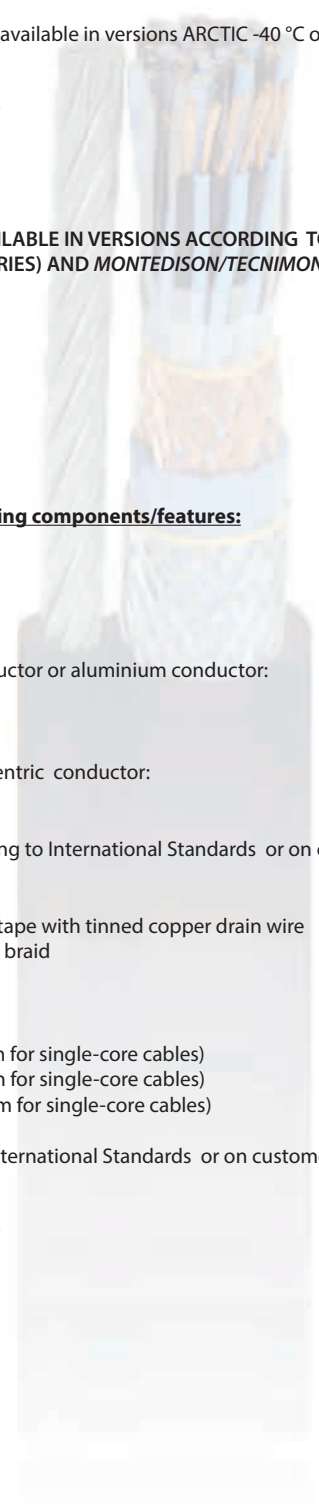 available in versions ARCTIC -40 °C o
ILABLE IN VERSIONS ACCORDING TO
RIES) AND MONTEDISON/TECNIMON
ing components/features:
uctor or aluminium conductor:
entric conductor:
ng to International Standards or on
tape with tinned copper drain wire
braid
m for single-core cables)
m for single-core cables)
m for single-core cables)
nternational Standards or on custome